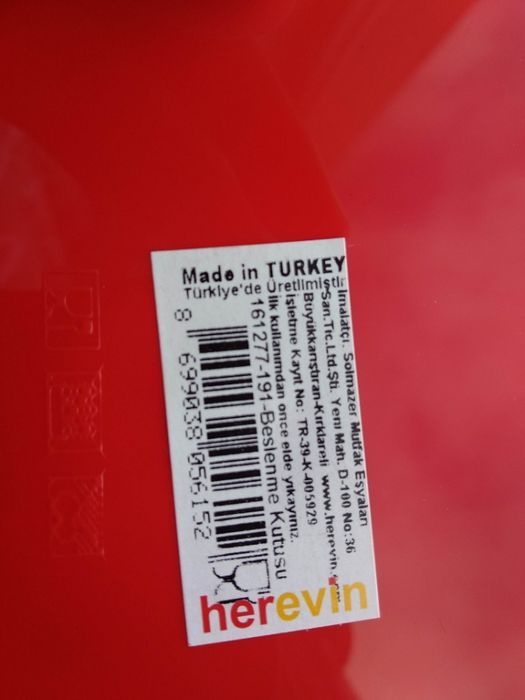 Made in TURKEY
Türkiye'de Üretilmiştir
İmalatçı. Solmazer Mutfak Eşyaları
San.Tic.Ltd.Şti. Yeni Mah. D-100 No:36
Büyükkarıştıran-Kırklareli www.herevin.com
İşletme Kayıt No: TR-39-K-005929
İlk kullanımdan önce elde yıkayınız.
161277-191-Beslenme Kutusu
8 699038 056152
herevin